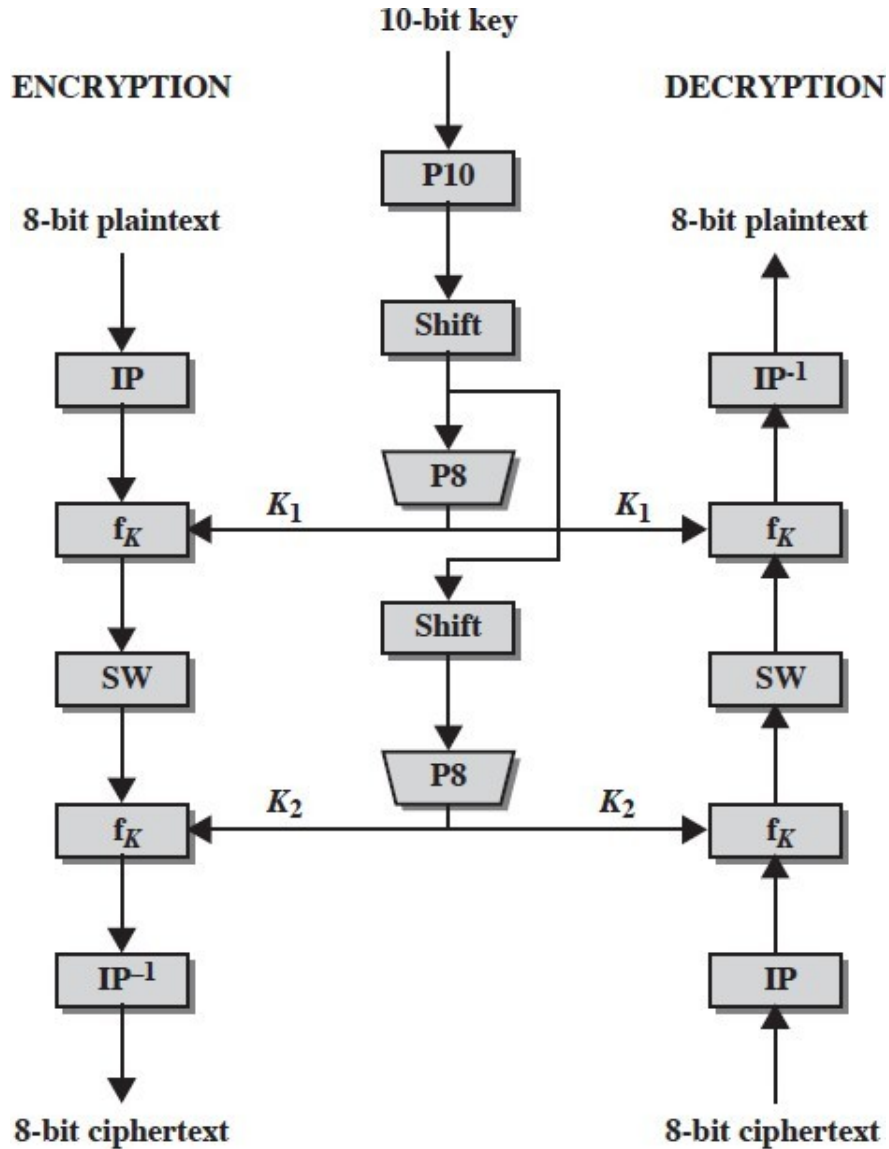 10-bit key
ENCRYPTION
DECRYPTION
P10
8-bit plaintext
8-bit plaintext
Shift
IP
IP-1
P8
K1
K1
fK
fK
Shift
SW
SW
P8
K2
K2
fK
fK
IP–1
IP
8-bit ciphertext
8-bit ciphertext